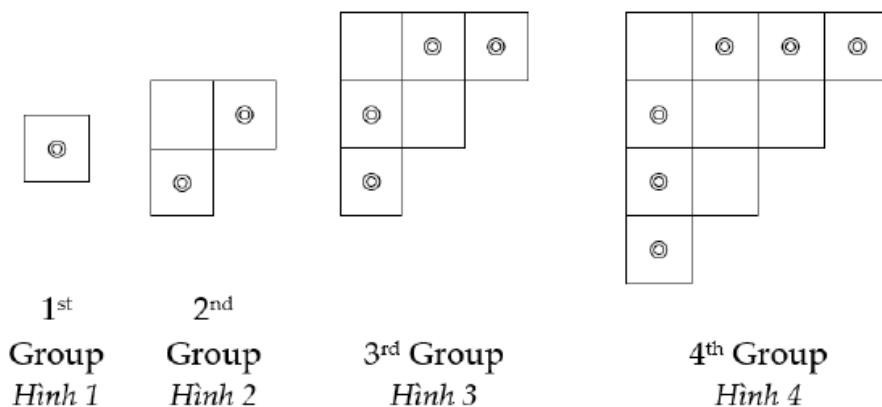 1st
Group
Hình 1
2nd
Group
Hình 2
3rd Group
Hình 3
4th Group
Hình 4